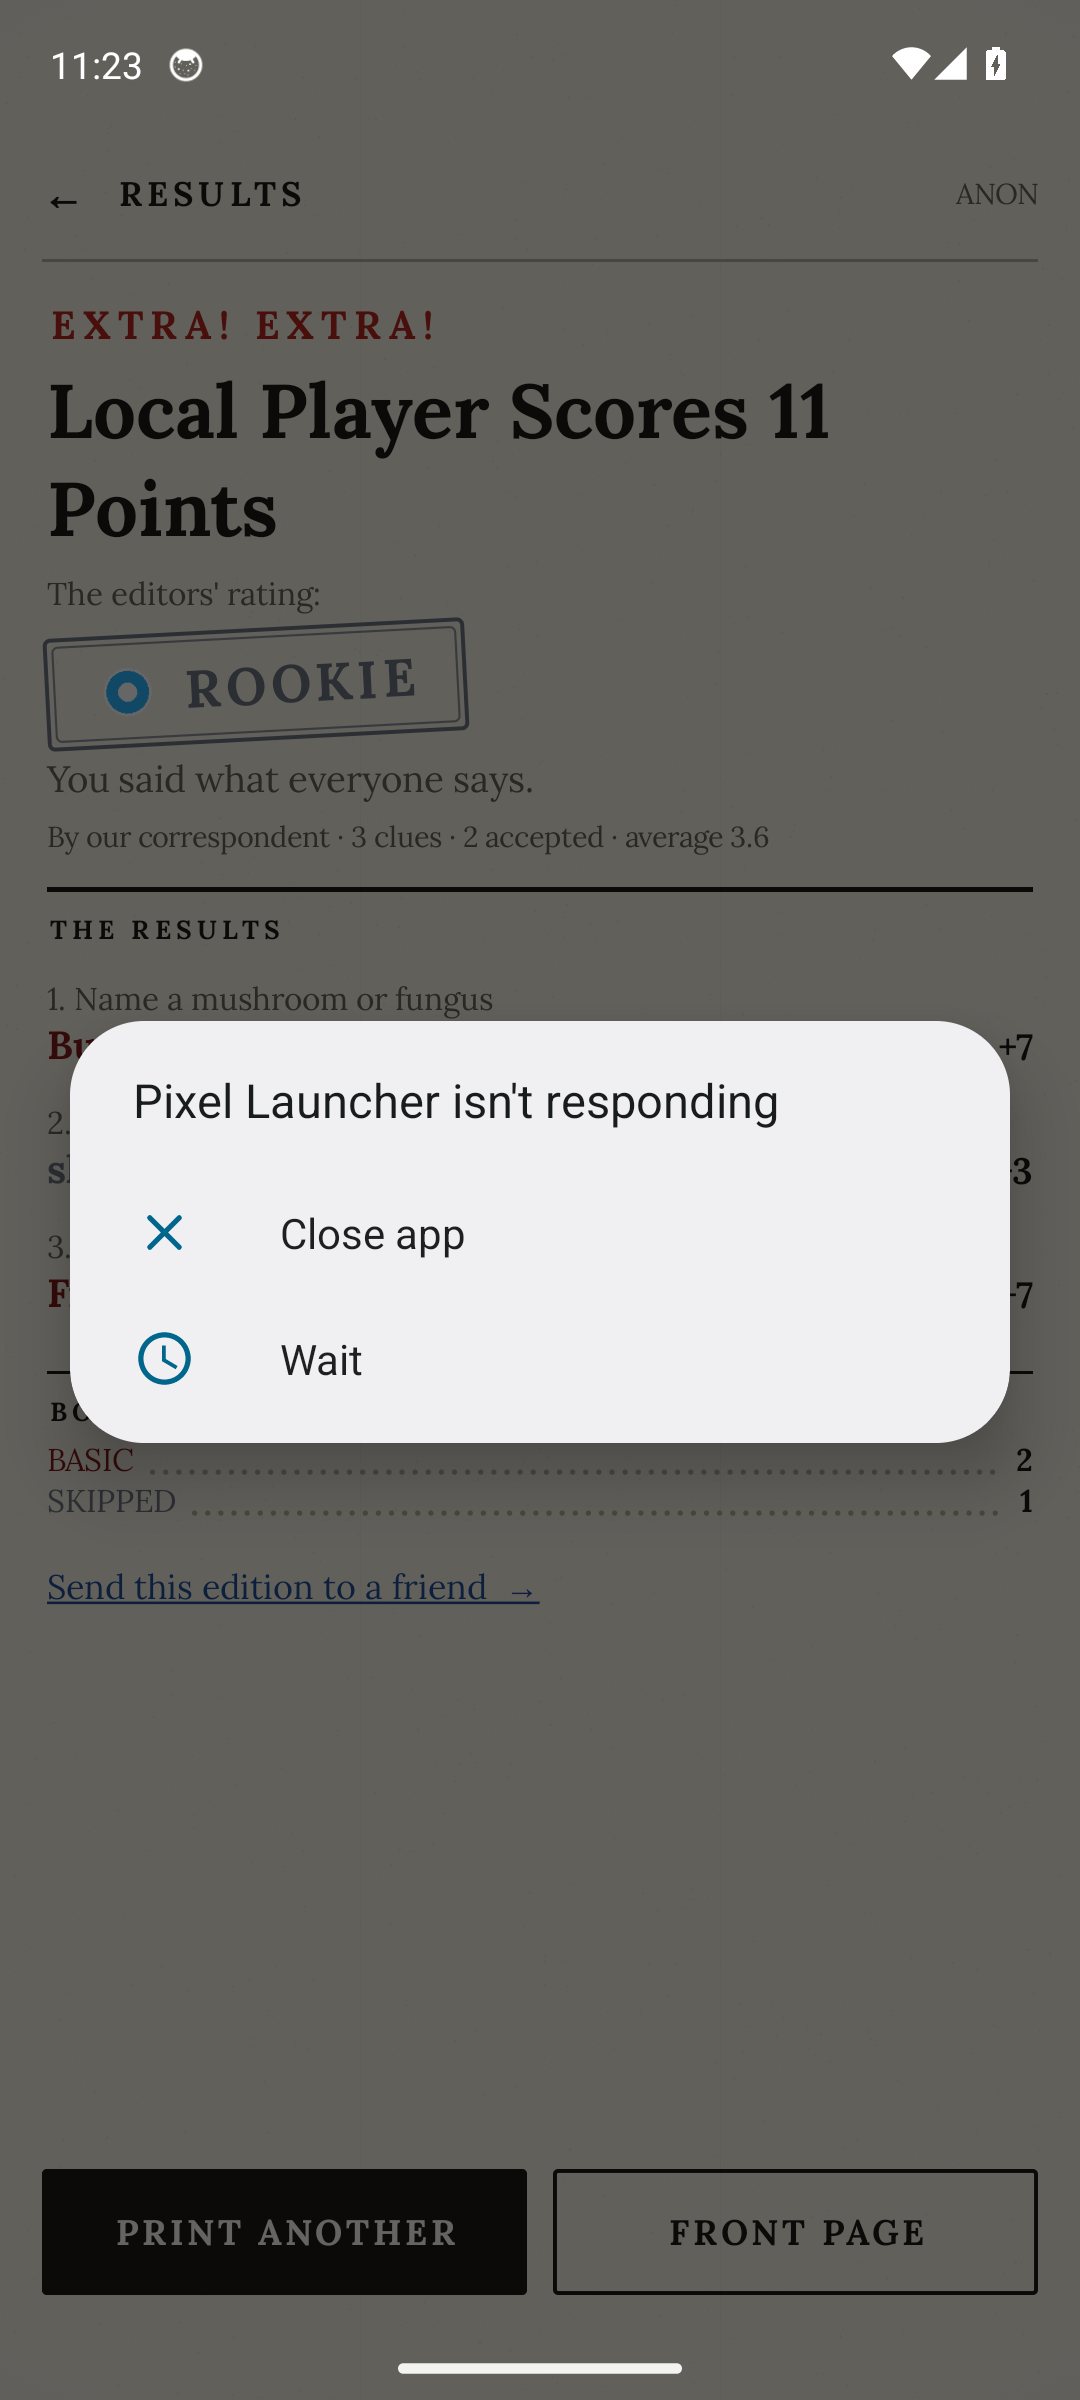 11:23
← RESULTS ANON
EXTRA! EXTRA!
Local Player Scores 11
Points
The editors' rating:
ROOKIE
You said what everyone says.
By our correspondent · 3 clues · 2 accepted · average 3.6
THE RESULTS
1. Name a mushroom or fungus
+7
Pixel Launcher isn't responding
2.
3
Close app
3.
7
Wait
BASIC 2
SKIPPED 1
Send this edition to a friend →
PRINT ANOTHER FRONT PAGE